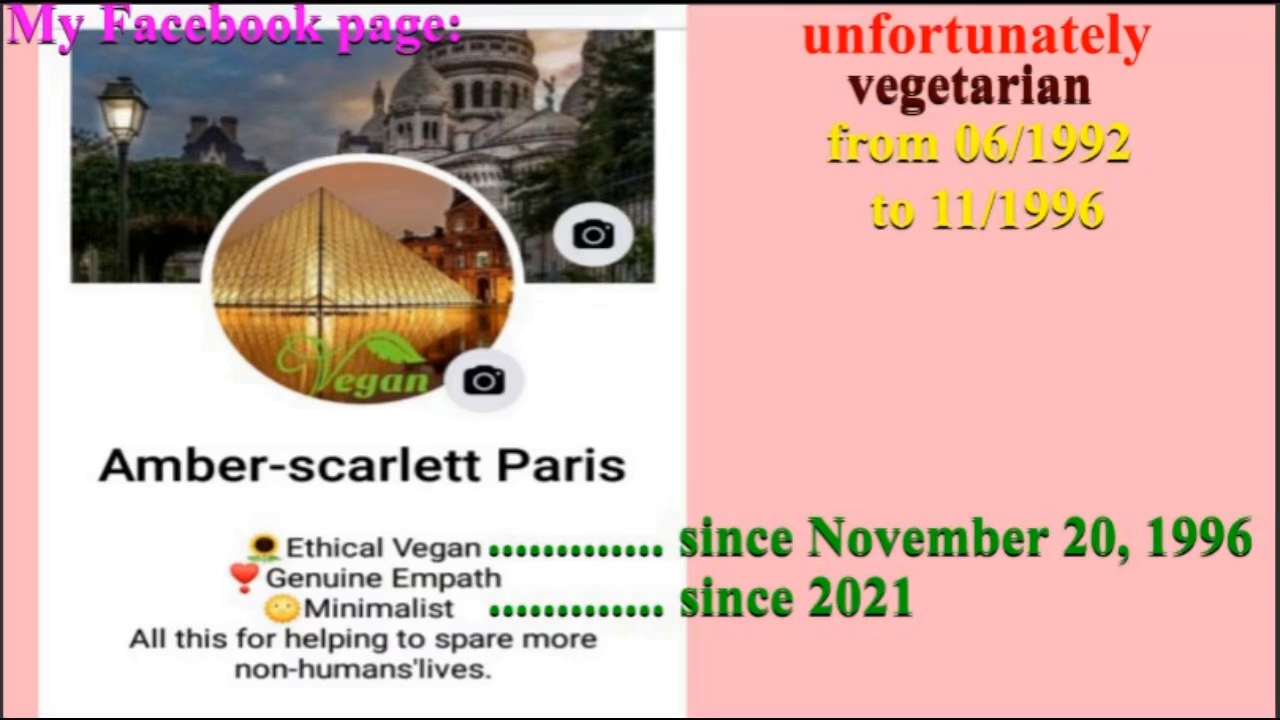 My Facebook page:
unfortunately
vegetarian
from 06/1992
to 11/1996
Vegan
Amber-scarlett Paris
🌻Ethical Vegan ............. since November 20, 1996
❣️Genuine Empath
🌝Minimalist ............. since 2021
All this for helping to spare more
non-humans'lives.